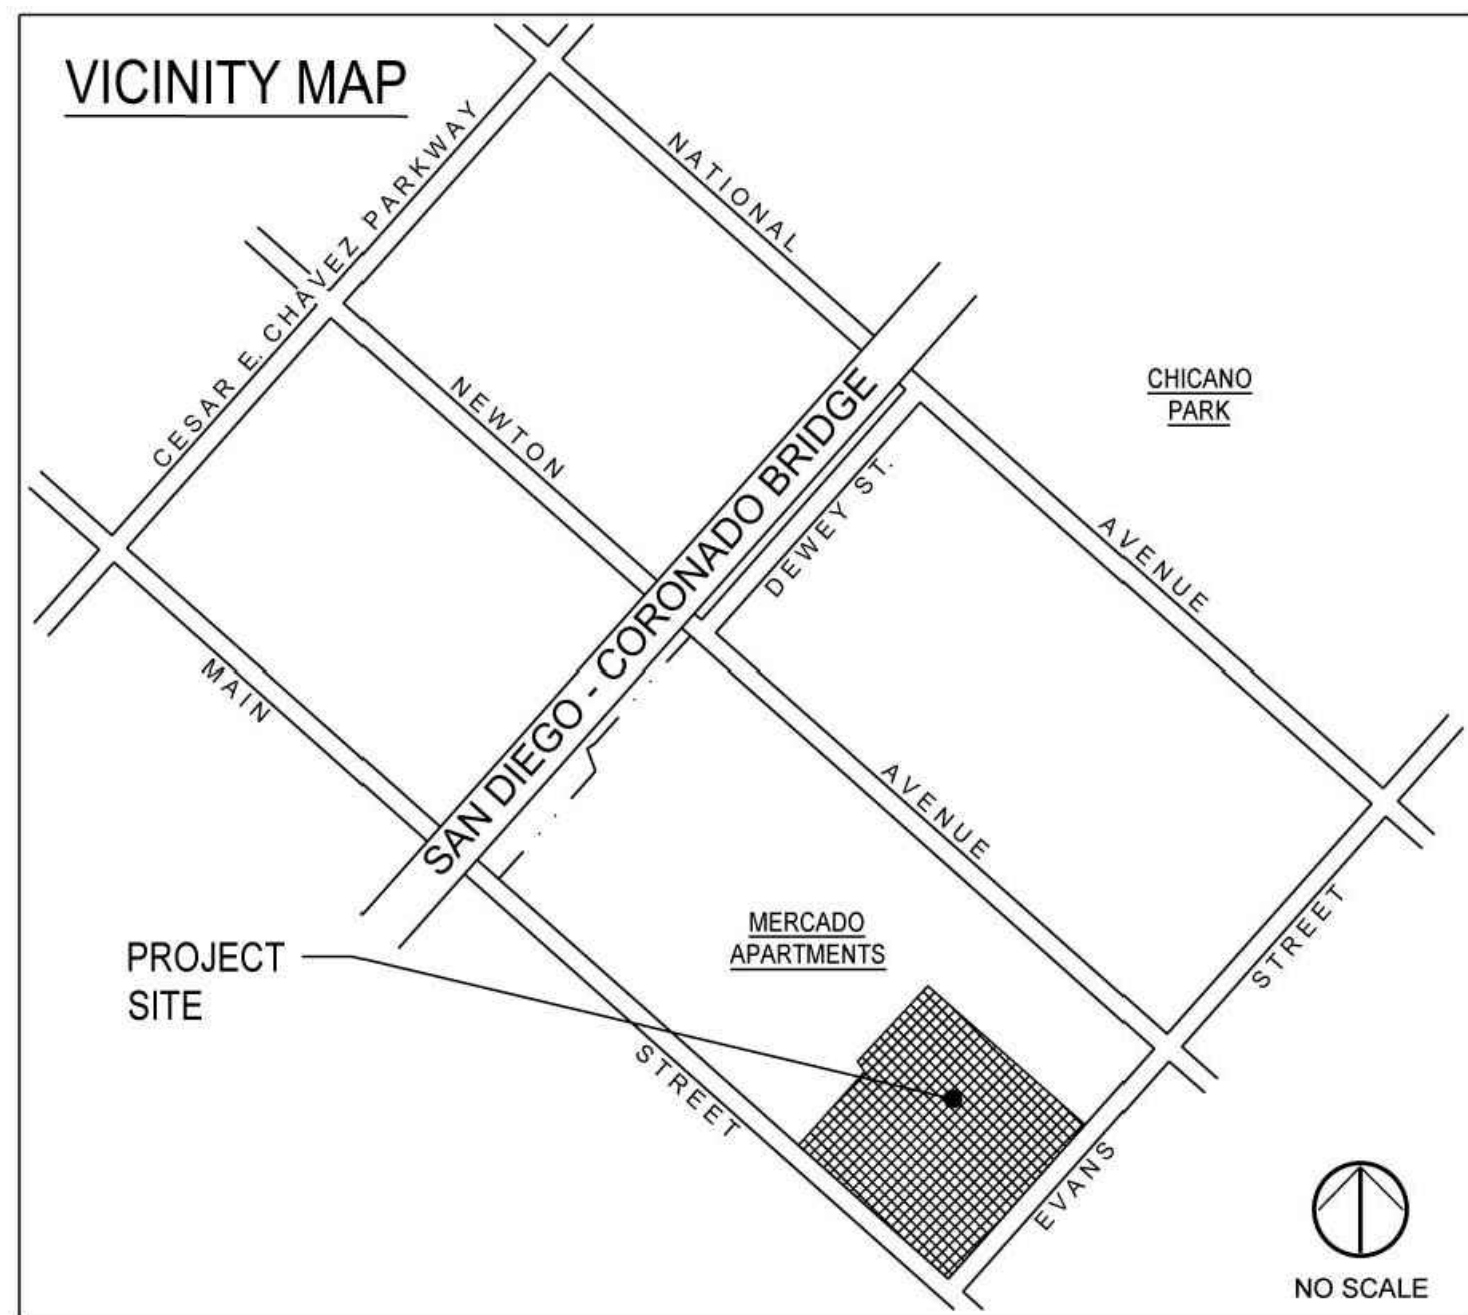 VICINITY MAP
CESAR E. CHAVEZ PARKWAY
NATIONAL
NEWTON
CHICANO
PARK
SAN DIEGO - CORONADO BRIDGE
DEWEY ST.
AVENUE
MAIN
AVENUE
MERCADO
APARTMENTS
STREET
PROJECT
SITE
STREET
EVANS
NO SCALE